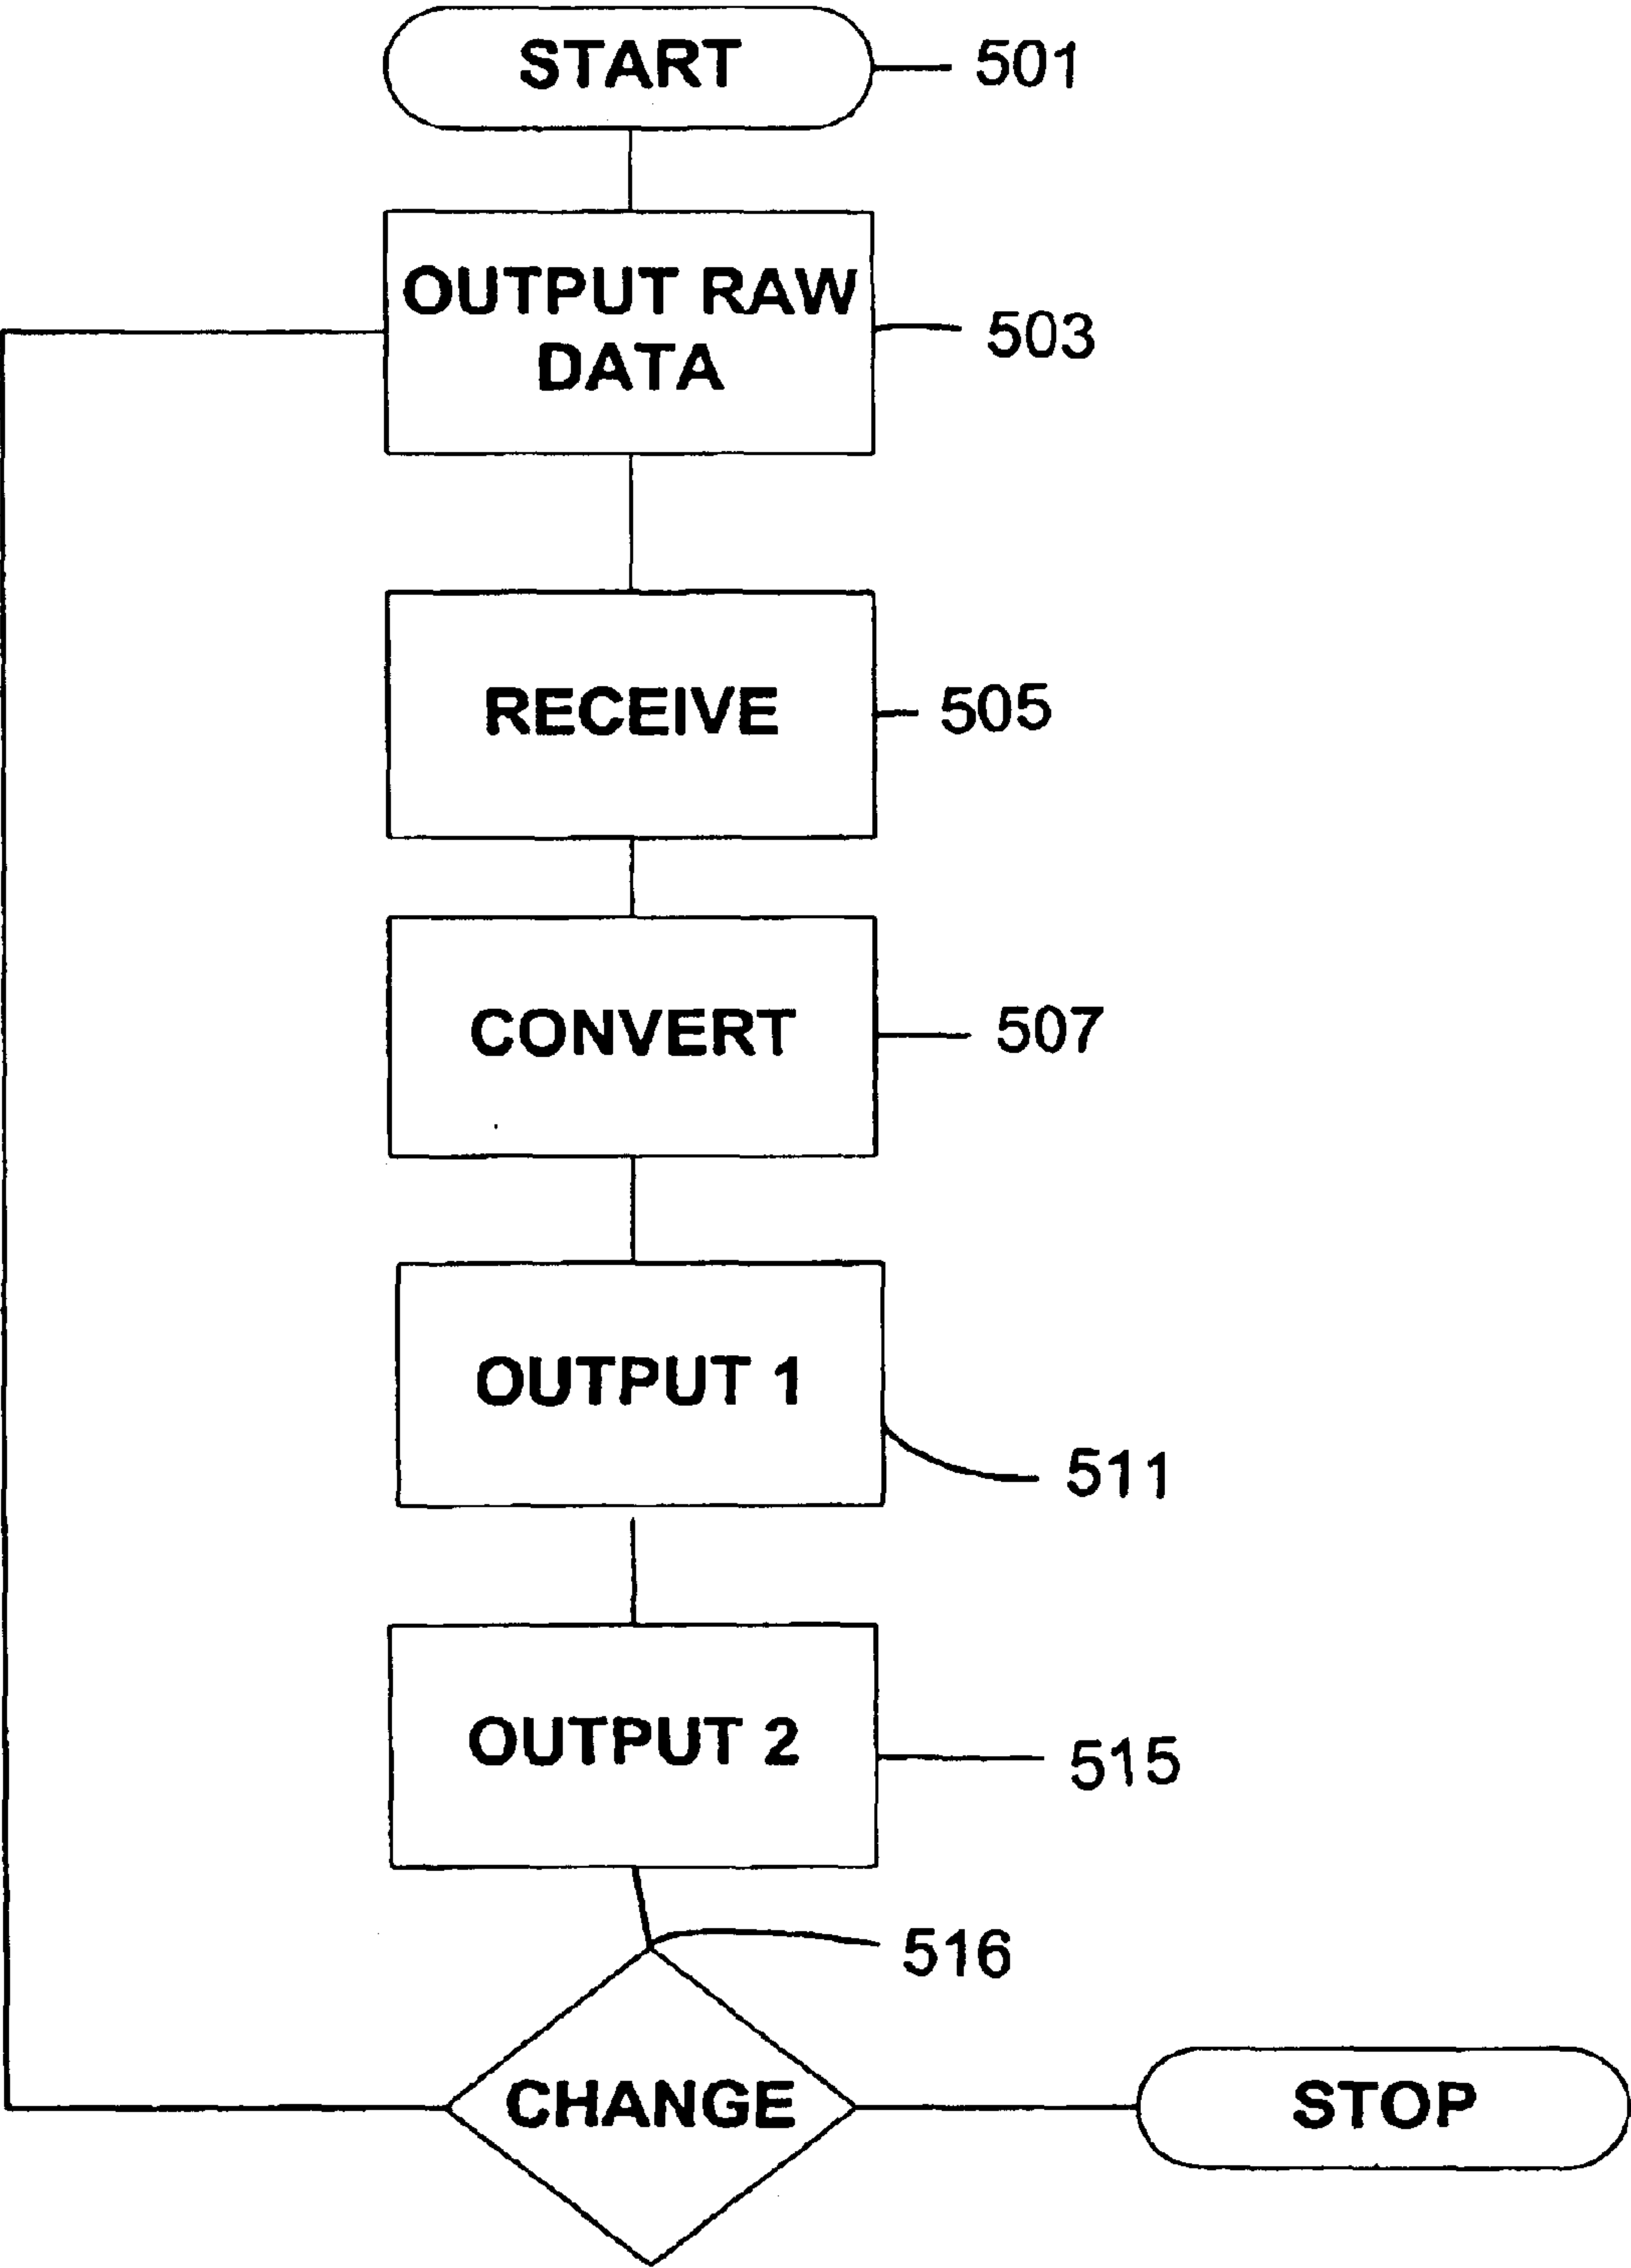 START
501
OUTPUT RAW
DATA
503
RECEIVE
505
CONVERT
507
OUTPUT 1
511
OUTPUT 2
515
516
CHANGE
STOP